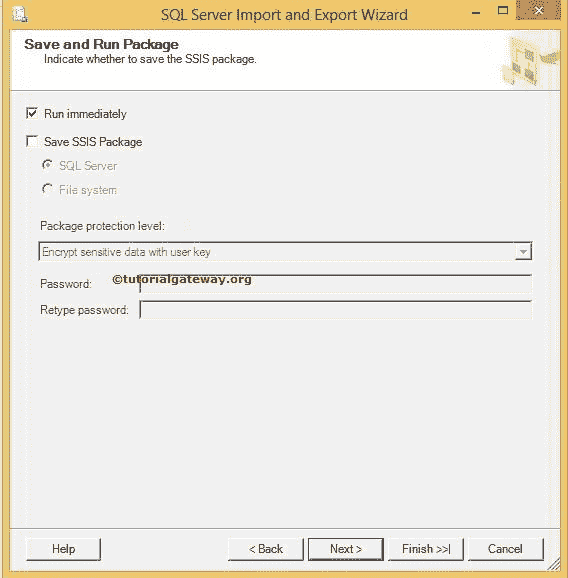 SQL Server Import and Export Wizard
Save and Run Package
Indicate whether to save the SSIS package.
Run immediately
Save SSIS Package
SQL Server
File system
Package protection level:
Encrypt sensitive data with user key
Password: ©tutorialgateway.org
Retype password:
Help < Back Next > Finish >>| Cancel